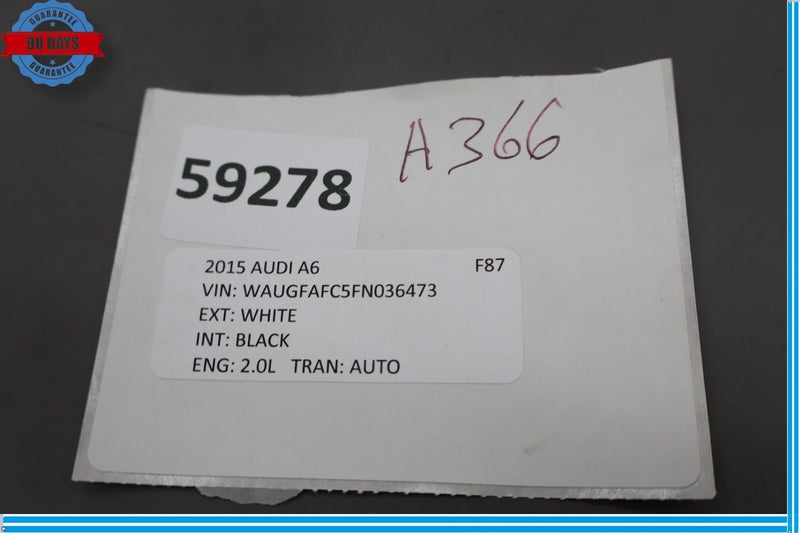 GUARANTEE
90 DAYS
GUARANTEE
A366
59278
2015 AUDI A6 F87
VIN: WAUGFAFC5FN036473
EXT: WHITE
INT: BLACK
ENG: 2.0L TRAN: AUTO